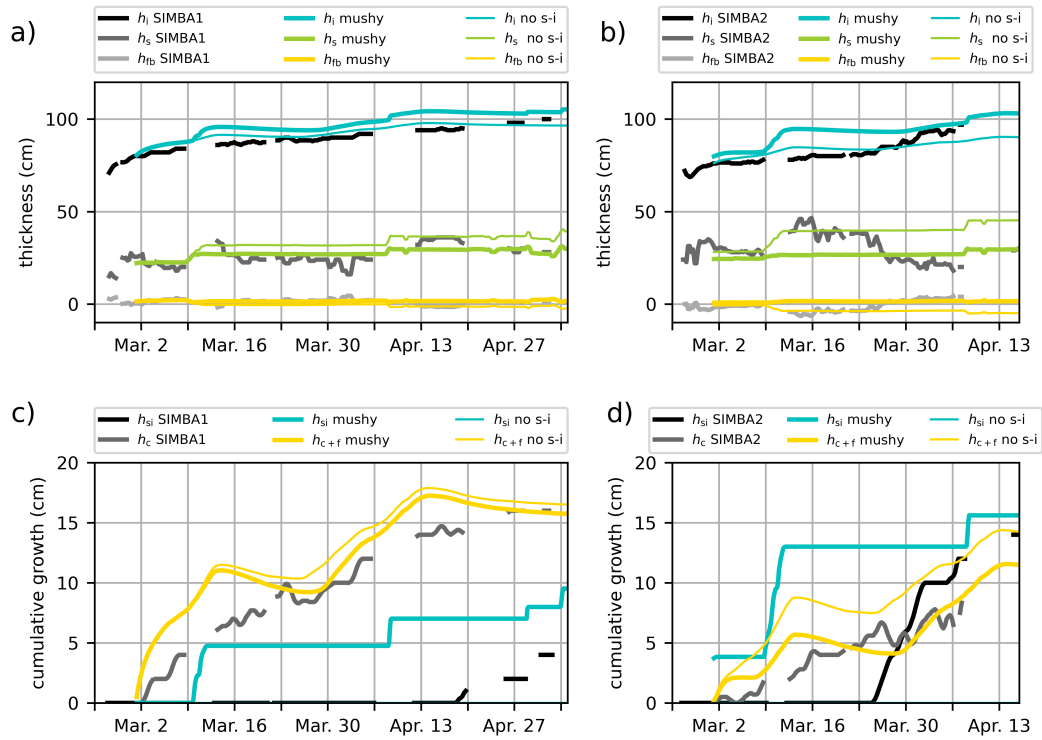 a)
h_i SIMBA1 h_i mushy h_i no s-i
h_s SIMBA1 h_s mushy h_s no s-i
h_fb SIMBA1 h_fb mushy h_fb no s-i
100
50
0
thickness (cm)
Mar. 2 Mar. 16 Mar. 30 Apr. 13 Apr. 27
b)
h_i SIMBA2 h_i mushy h_i no s-i
h_s SIMBA2 h_s mushy h_s no s-i
h_fb SIMBA2 h_fb mushy h_fb no s-i
100
50
0
thickness (cm)
Mar. 2 Mar. 16 Mar. 30 Apr. 13
c)
h_si SIMBA1 h_si mushy h_si no s-i
h_c SIMBA1 h_c+f mushy h_c+f no s-i
20
15
10
5
0
cumulative growth (cm)
Mar. 2 Mar. 16 Mar. 30 Apr. 13 Apr. 27
d)
h_si SIMBA2 h_si mushy h_si no s-i
h_c SIMBA2 h_c+f mushy h_c+f no s-i
20
15
10
5
0
cumulative growth (cm)
Mar. 2 Mar. 16 Mar. 30 Apr. 13